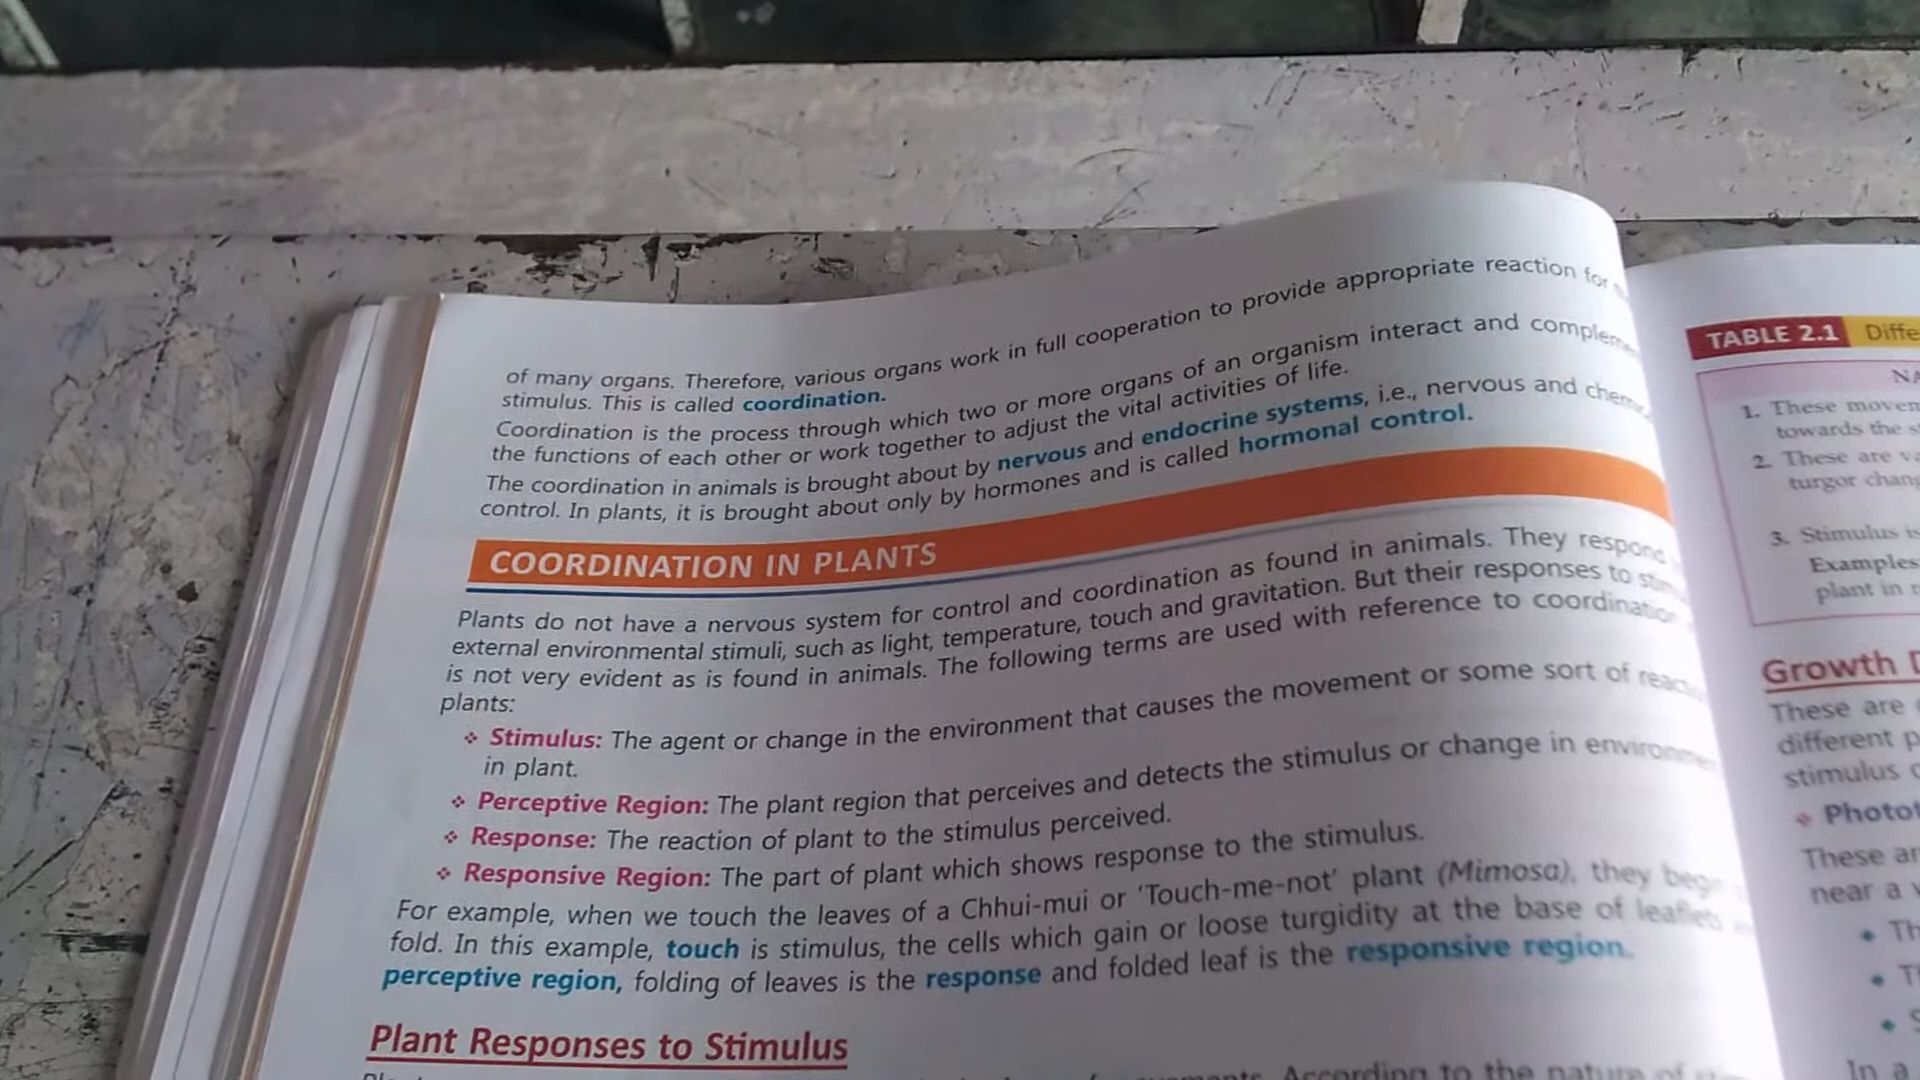 of many organs. Therefore, various organs work in full cooperation to provide appropriate reaction for
stimulus. This is called coordination.
Coordination is the process through which two or more organs of an organism interact and
the functions of each other or work together to adjust the vital activities of life.
The coordination in animals is brought about by nervous and endocrine systems, i.e., nervous and
control. In plants, it is brought about only by hormones and is called hormonal control.
COORDINATION IN PLANTS
Plants do not have a nervous system for control and coordination as found in animals. They respond
external environmental stimuli, such as light, temperature, touch and gravitation. But their responses to
is not very evident as is found in animals. The following terms are used with reference to
plants:
❖ Stimulus: The agent or change in the environment that causes the movement or some sort of
in plant.
❖ Perceptive Region: The plant region that perceives and detects the stimulus or change in
❖ Response: The reaction of plant to the stimulus perceived.
❖ Responsive Region: The part of plant which shows response to the stimulus.
For example, when we touch the leaves of a Chhui-mui or 'Touch-me-not' plant (Mimosa), they
fold. In this example, touch is stimulus, the cells which gain or loose turgidity at the base of leaflets
perceptive region, folding of leaves is the response and folded leaf is the responsive region.
Plant Responses to Stimulus
According to the nature of
TABLE 2.1
1. These
towards the
2. These are
turgor
3. Stimulus is
Examples
plant in
Growth
These are
different
stimulus
These
near a
In a